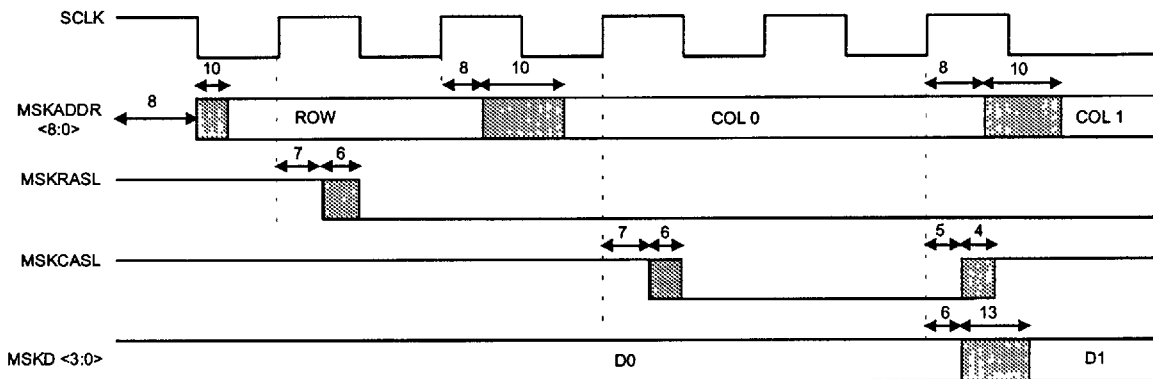 SCLK
10 8 10 8 10
MSKADDR <8:0> 8 ROW COL 0 COL 1
7 6
MSKRASL
7 6 5 4
MSKCASL
6 13
MSKD <3:0> D0 D1